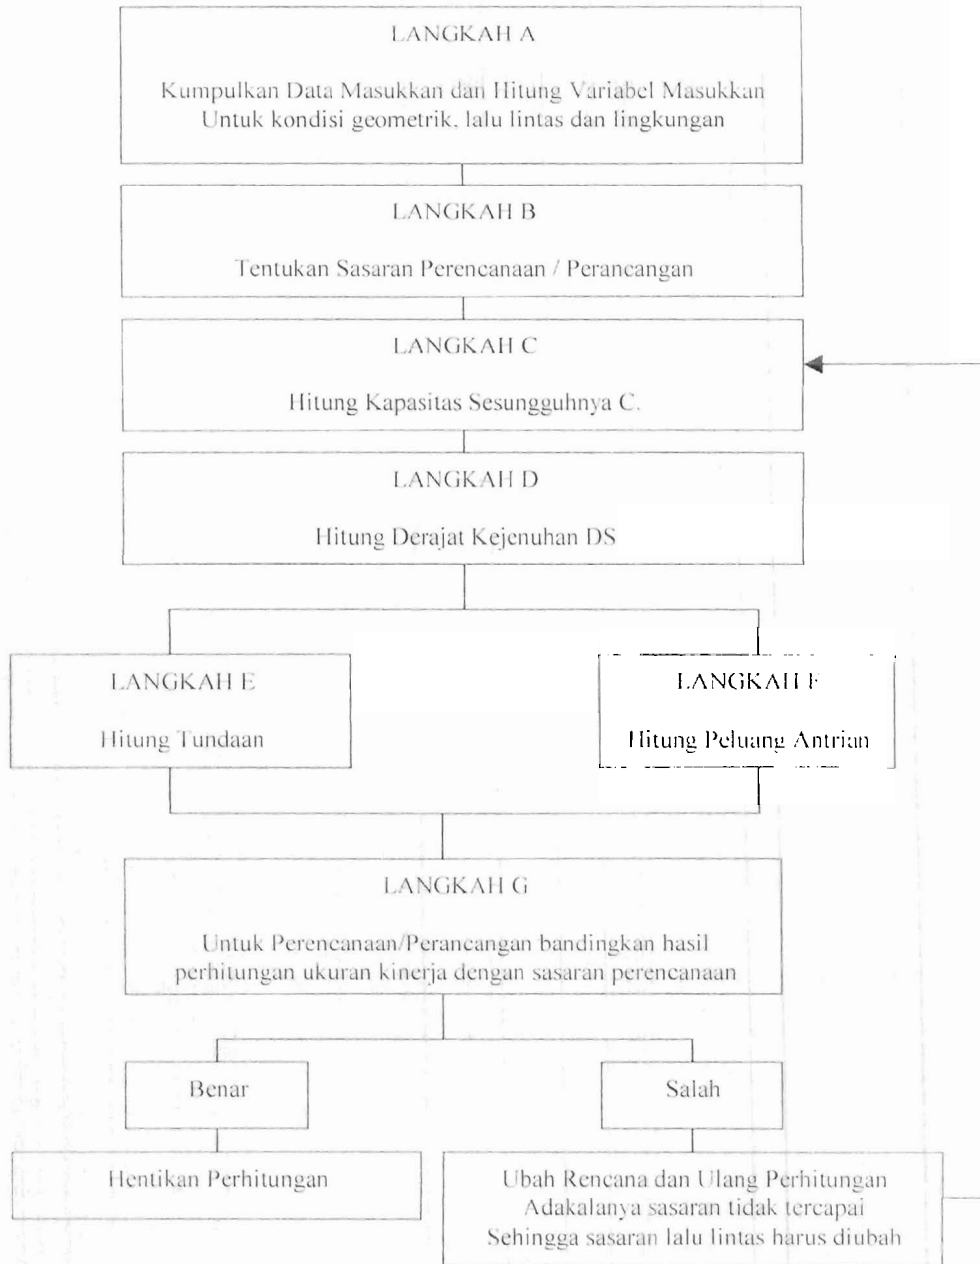 LANGKAH A
Kumpulkan Data Masukkan dan Hitung Variabel Masukkan
Untuk kondisi geometrik, lalu lintas dan lingkungan
LANGKAH B
Tentukan Sasaran Perencanaan / Perancangan
LANGKAH C
Hitung Kapasitas Sesungguhnya C.
LANGKAH D
Hitung Derajat Kejenuhan DS
LANGKAH E
Hitung Tundaan
LANGKAH F
Hitung Peluang Antrian
LANGKAH G
Untuk Perencanaan/Perancangan bandingkan hasil
perhitungan ukuran kinerja dengan sasaran perencanaan
Benar
Salah
Hentikan Perhitungan
Ubah Rencana dan Ulang Perhitungan
Adakalanya sasaran tidak tercapai
Sehingga sasaran lalu lintas harus diubah